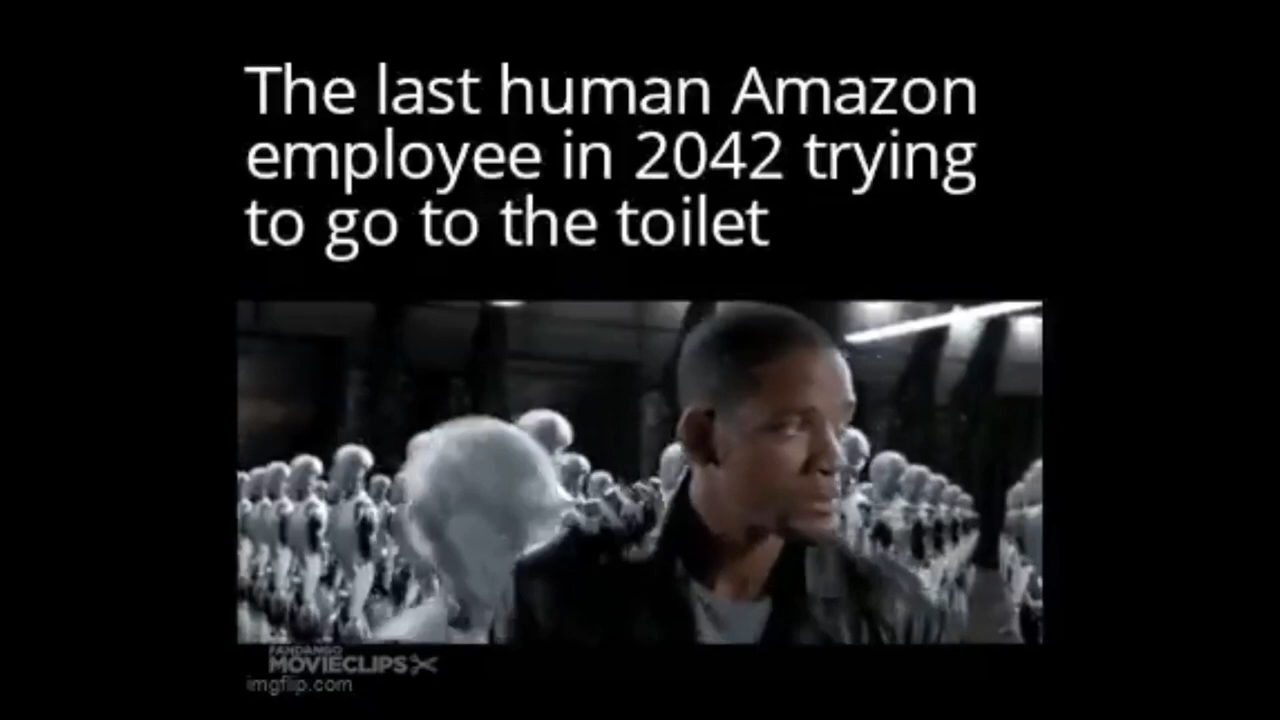 The last human Amazon
employee in 2042 trying
to go to the toilet
FANDANGO
MOVIECLIPS
imgflip.com